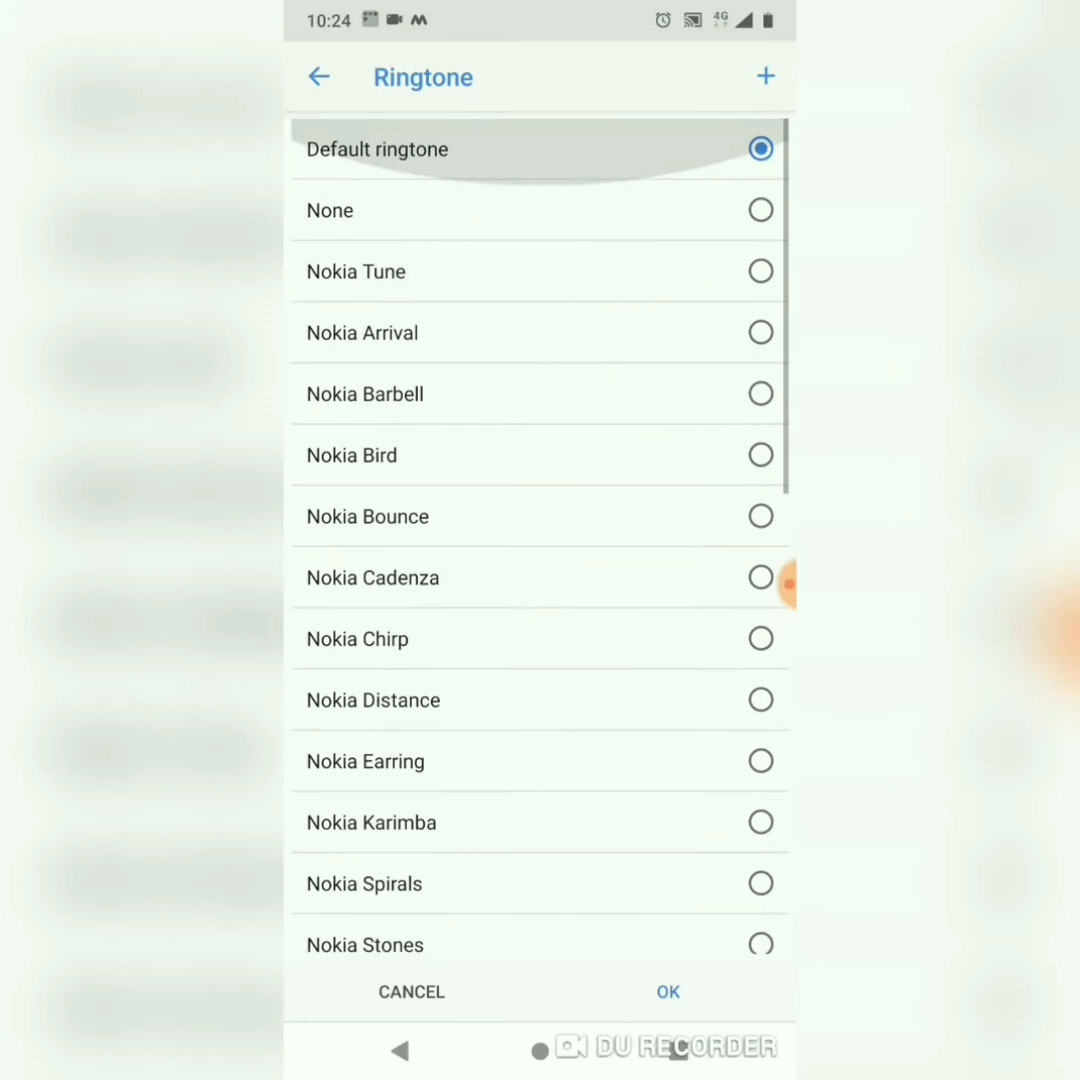 10:24 4G
Ringtone +
Default ringtone
None
Nokia Tune
Nokia Arrival
Nokia Barbell
Nokia Bird
Nokia Bounce
Nokia Cadenza
Nokia Chirp
Nokia Distance
Nokia Earring
Nokia Karimba
Nokia Spirals
Nokia Stones
CANCEL OK
DU RECORDER